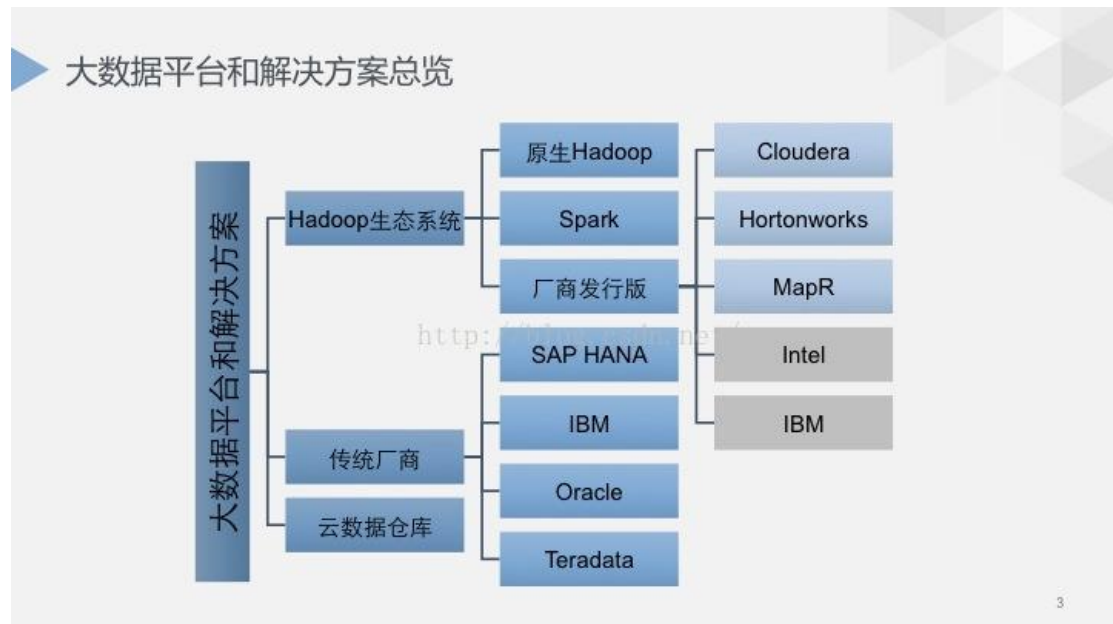 大数据平台和解决方案总览
大数据平台和解决方案
Hadoop生态系统
原生Hadoop
Spark
厂商发行版
Cloudera
Hortonworks
MapR
Intel
IBM
传统厂商
SAP HANA
IBM
Oracle
Teradata
云数据仓库
3